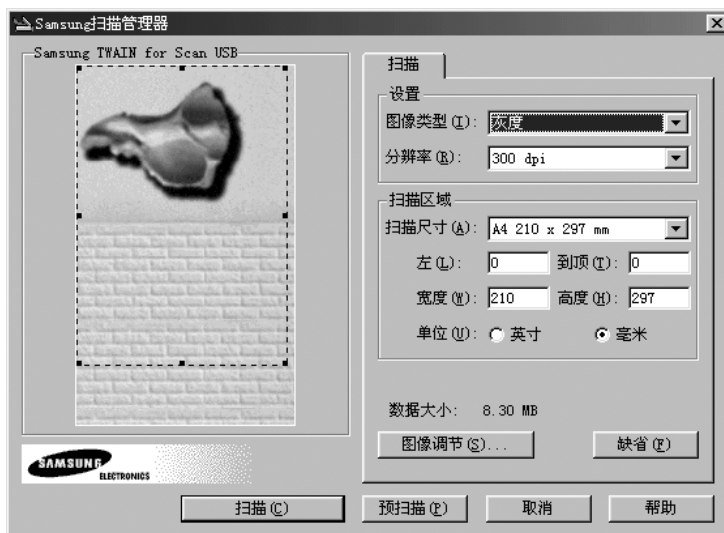 Samsung扫描管理器
Samsung TWAIN for Scan USB
扫描
设置
图像类型(I): 灰度
分辨率(R): 300 dpi
扫描区域
扫描尺寸(A): A4 210 x 297 mm
左(L): 0 到顶(T): 0
宽度(W): 210 高度(H): 297
单位(U): 英寸 毫米
数据大小: 8.30 MB
图像调节(S)... 缺省(F)
SAMSUNG
ELECTRONICS
扫描(C) 预扫描(P) 取消 帮助